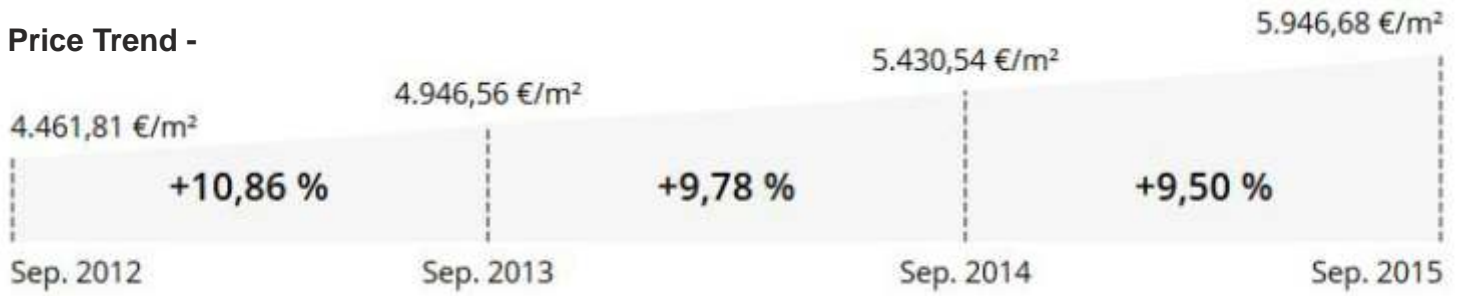 Price Trend -
4.461,81 €/m²
4.946,56 €/m²
5.430,54 €/m²
5.946,68 €/m²
+10,86 %
+9,78 %
+9,50 %
Sep. 2012
Sep. 2013
Sep. 2014
Sep. 2015